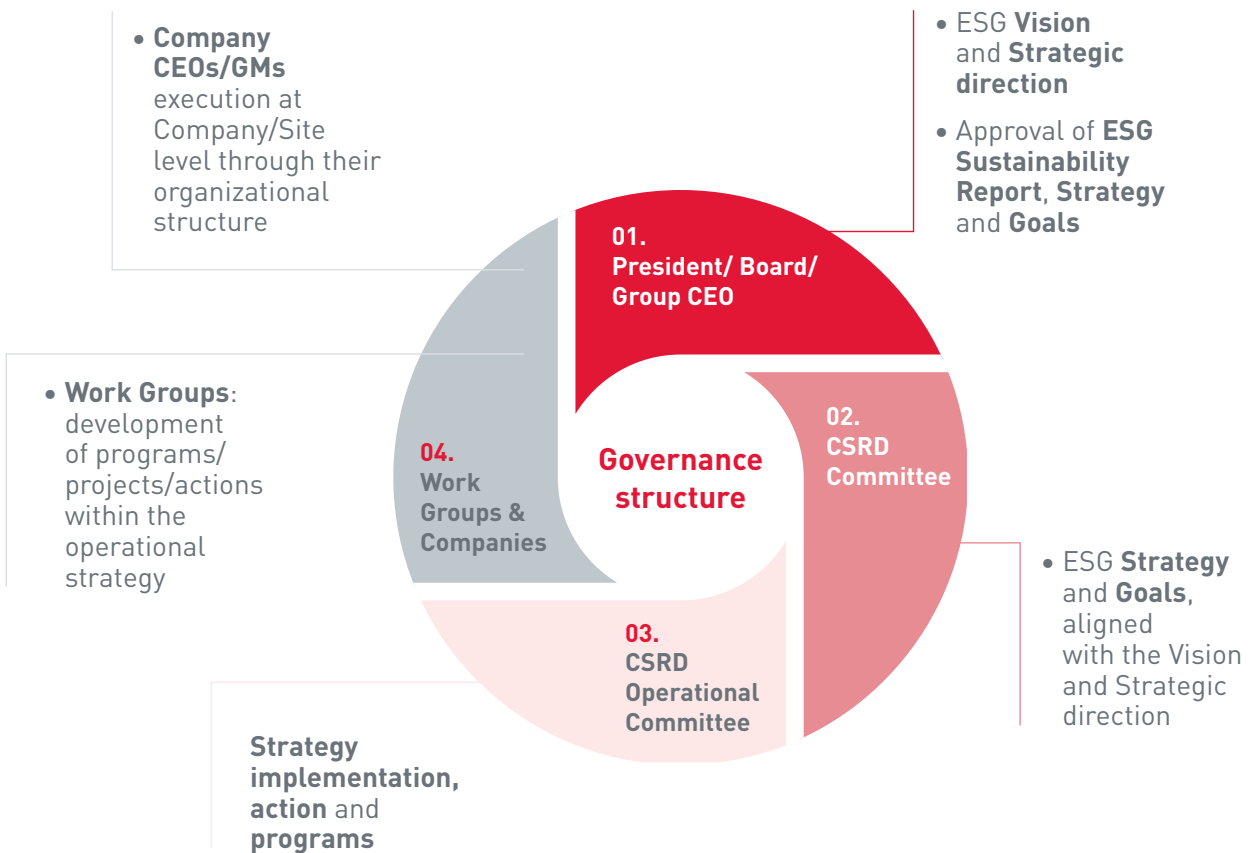 • Company
CEOs/GMs
execution at
Company/Site
level through their
organizational
structure
• ESG Vision
and Strategic
direction
• Approval of ESG
Sustainability
Report, Strategy
and Goals
01.
President/ Board/
Group CEO
• Work Groups:
development
of programs/
projects/actions
within the
operational
strategy
04.
Work
Groups &
Companies
Governance
structure
02.
CSRD
Committee
• ESG Strategy
and Goals,
aligned
with the Vision
and Strategic
direction
03.
CSRD
Operational
Committee
Strategy
implementation,
action and
programs